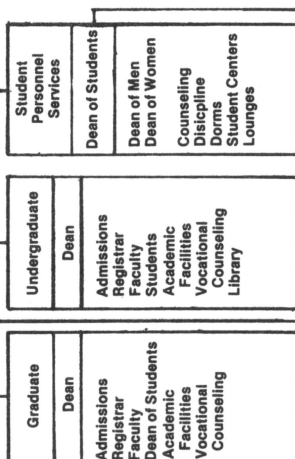 Student
Personnel
Services
Dean of Students
Dean of Men
Dean of Women
Counseling
Disicpline
Dorms
Student Centers
Lounges
Undergraduate
Dean
Admissions
Registrar
Faculty
Students
Academic
Facilities
Vocational
Counseling
Library
Graduate
Dean
Admissions
Registrar
Faculty
Dean of Students
Academic
Facilities
Vocational
Counseling